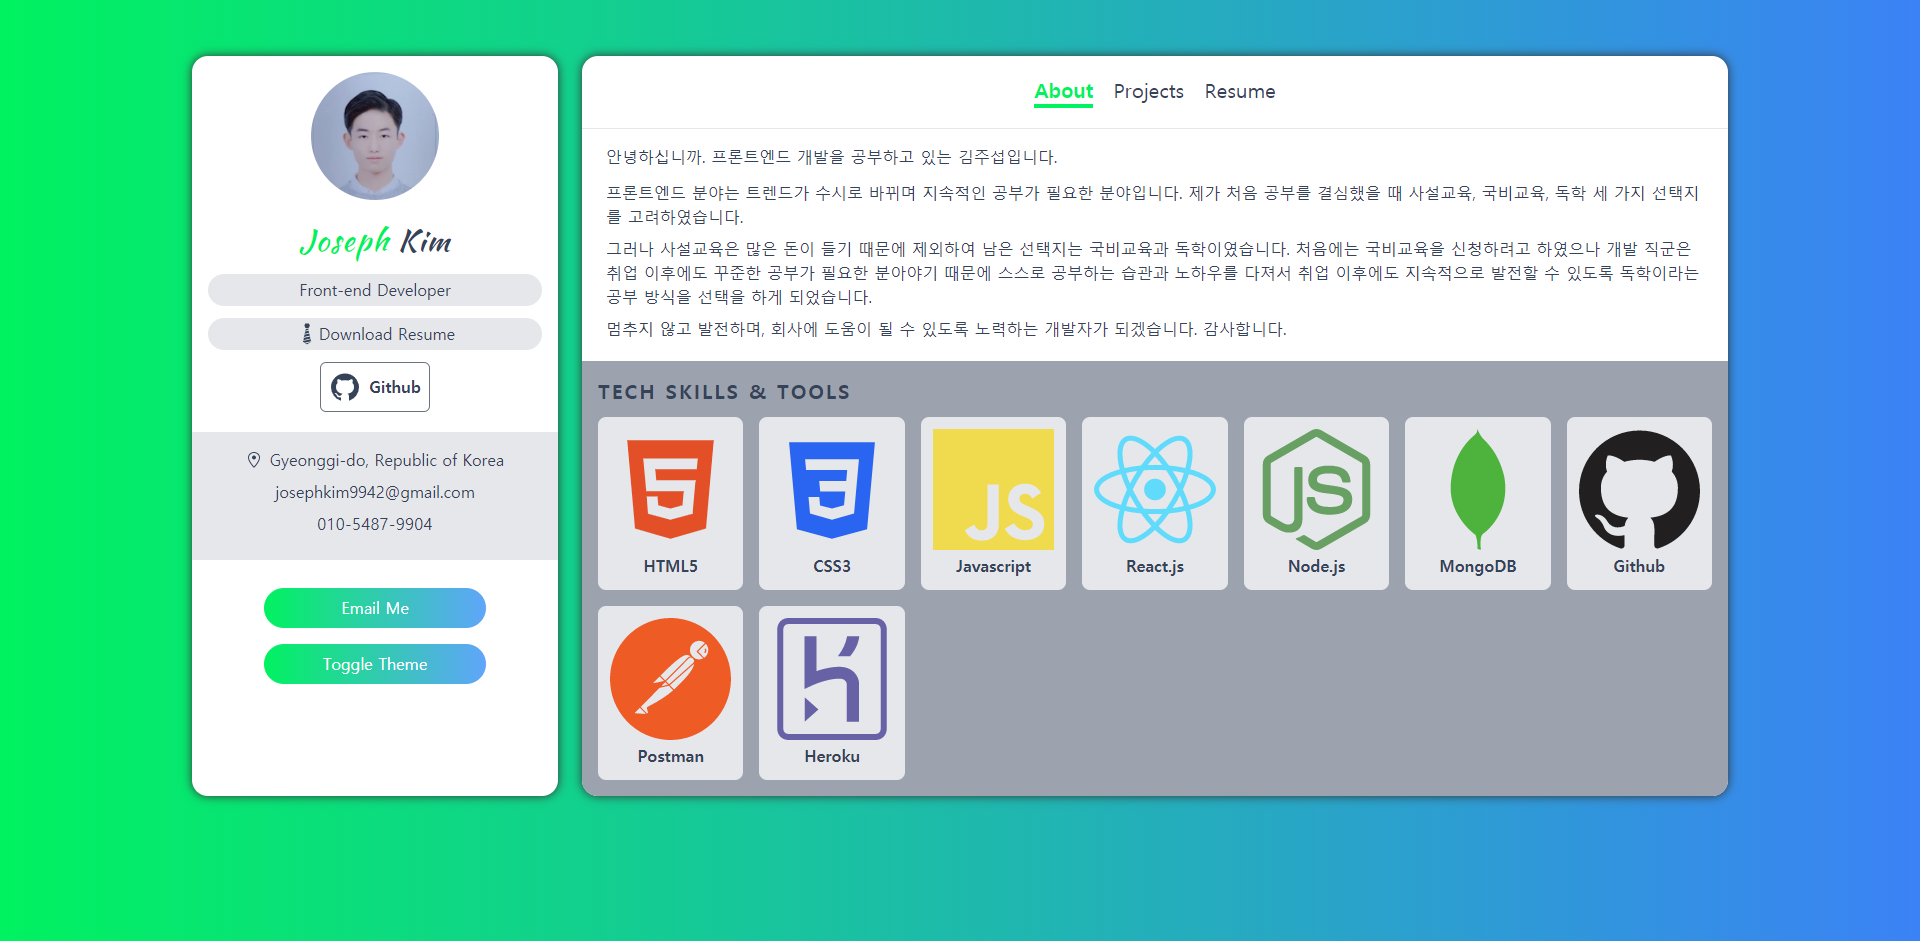 Joseph Kim
Front-end Developer
Download Resume
Github
Gyeonggi-do, Republic of Korea
josephkim9942@gmail.com
010-5487-9904
Email Me
Toggle Theme
About Projects Resume
안녕하십니까. 프론트엔드 개발을 공부하고 있는 김주섭입니다.
프론트엔드 분야는 트렌드가 수시로 바뀌며 지속적인 공부가 필요한 분야입니다. 제가 처음 공부를 결심했을 때 사설교육, 국비교육, 독학 세 가지 선택지
를 고려하였습니다.
그러나 사설교육은 많은 돈이 들기 때문에 제외하여 남은 선택지는 국비교육과 독학이였습니다. 처음에는 국비교육을 신청하려고 하였으나 개발 직군은
취업 이후에도 꾸준한 공부가 필요한 분아야기 때문에 스스로 공부하는 습관과 노하우를 다져서 취업 이후에도 지속적으로 발전할 수 있도록 독학이라는
공부 방식을 선택을 하게 되었습니다.
멈추지 않고 발전하며, 회사에 도움이 될 수 있도록 노력하는 개발자가 되겠습니다. 감사합니다.
TECH SKILLS & TOOLS
5
3
JS
JS
HTML5
CSS3
Javascript
React.js
Node.js
MongoDB
Github
Postman
Heroku